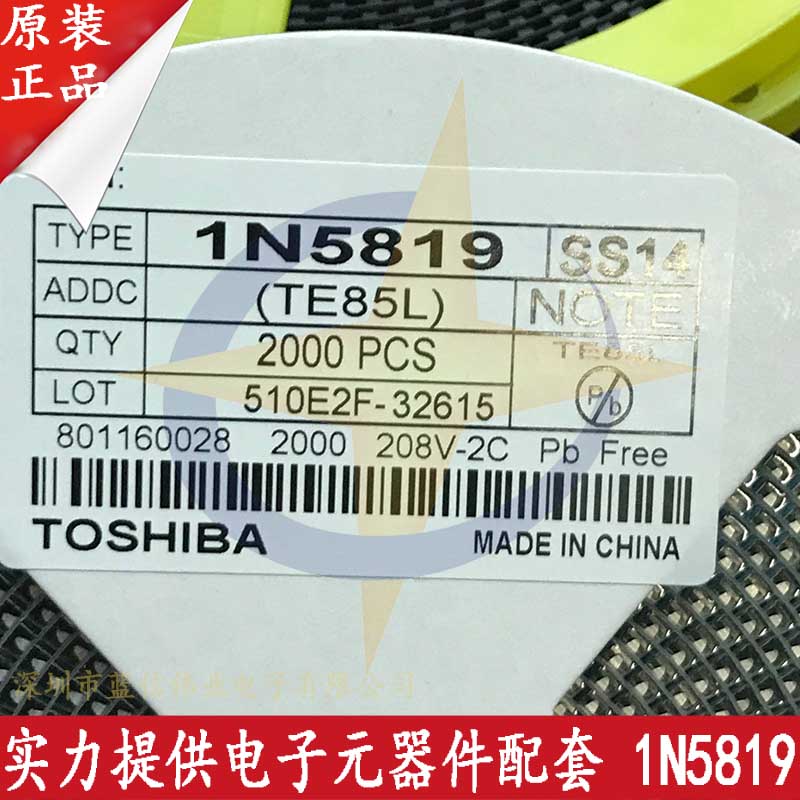 原装
正品
TYPE 1N5819 SS14
ADDC (TE85L) NOTE
QTY 2000 PCS TE85L
LOT 510E2F-32615 Pb
801160028 2000 208V-2C Pb Free
TOSHIBA MADE IN CHINA
实力提供电子元器件配套 1N5819